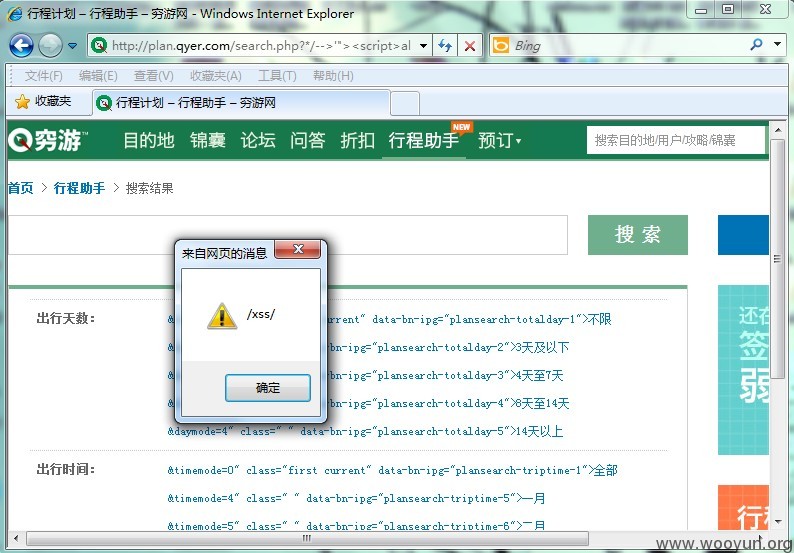 行程计划 – 行程助手 – 穷游网 - Windows Internet Explorer
http://plan.qyer.com/search.php?*/-->'"><script>al
Bing
文件(F) 编辑(E) 查看(V) 收藏夹(A) 工具(T) 帮助(H)
收藏夹 行程计划 – 行程助手 – 穷游网
穷游™ 目的地 锦囊 论坛 问答 折扣 行程助手 NEW 预订 搜索目的地/用户/攻略/锦囊
首页 > 行程助手 > 搜索结果
搜 索
来自网页的消息
/xss/
确定
出行天数: urrent" data-bn-ipg="plansearch-totalday-1">不限
bn-ipg="plansearch-totalday-2">3天及以下
bn-ipg="plansearch-totalday-3">4天至7天
bn-ipg="plansearch-totalday-4">8天至14天
&daymode=4" class=" " data-bn-ipg="plansearch-totalday-5">14天以上
出行时间: &timemode=0" class="first current" data-bn-ipg="plansearch-triptime-1">全部
&timemode=4" class=" " data-bn-ipg="plansearch-triptime-5">一月
&timemode=5" class=" " data-bn-ipg="plansearch-triptime-6">二月
还在
签
弱
行程
www.wooyun.org